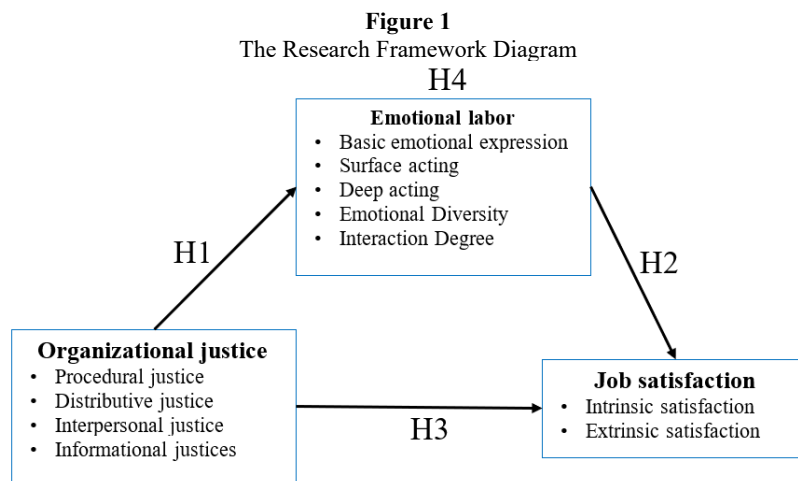 Figure 1
The Research Framework Diagram
H4
Emotional labor
• Basic emotional expression
• Surface acting
• Deep acting
• Emotional Diversity
• Interaction Degree
H1
H2
Organizational justice
• Procedural justice
• Distributive justice
• Interpersonal justice
• Informational justices
H3
Job satisfaction
• Intrinsic satisfaction
• Extrinsic satisfaction